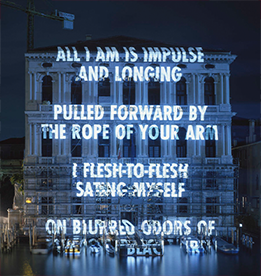 ALL I AM IS IMPULSE
AND LONGING
PULLED FORWARD BY
THE ROPE OF YOUR ARM
I FLESH-TO-FLESH
SATING MYSELF
ON BLURRED ODORS OF